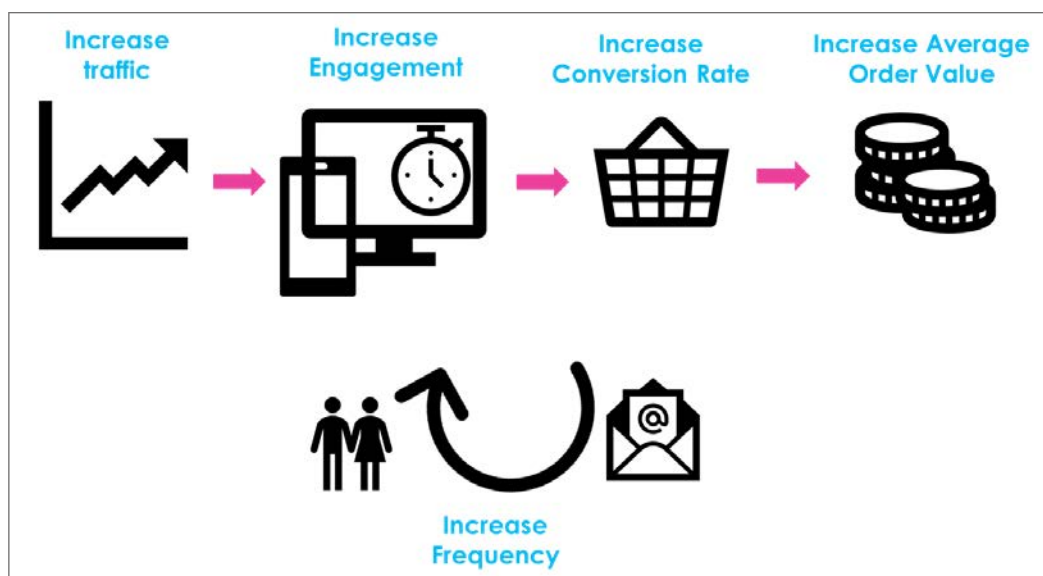 Increase
traffic
Increase
Engagement
Increase
Conversion Rate
Increase Average
Order Value
@
Increase
Frequency